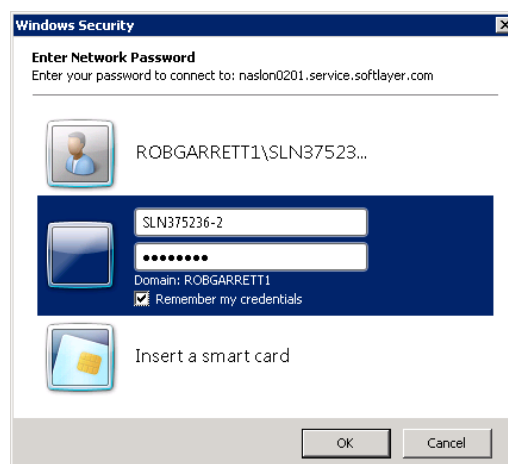 Windows Security
Enter Network Password
Enter your password to connect to: naslon0201.service.softlayer.com
ROBGARRETT1\SLN37523...
SLN375236-2
••••••••
Domain: ROBGARRETT1
Remember my credentials
Insert a smart card
OK Cancel